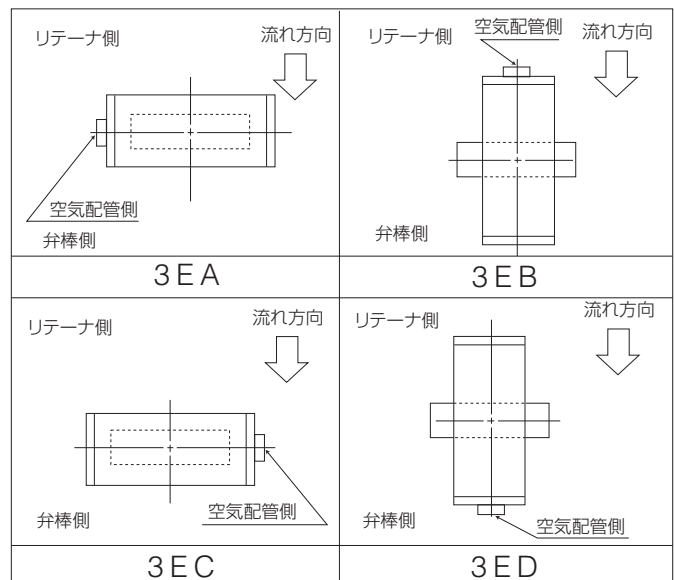 リテーナ側
流れ方向
空気配管側
弁棒側
3EA
空気配管側
リテーナ側
流れ方向
弁棒側
3EB
流れ方向
リテーナ側
空気配管側
弁棒側
3EC
流れ方向
リテーナ側
弁棒側
空気配管側
3ED